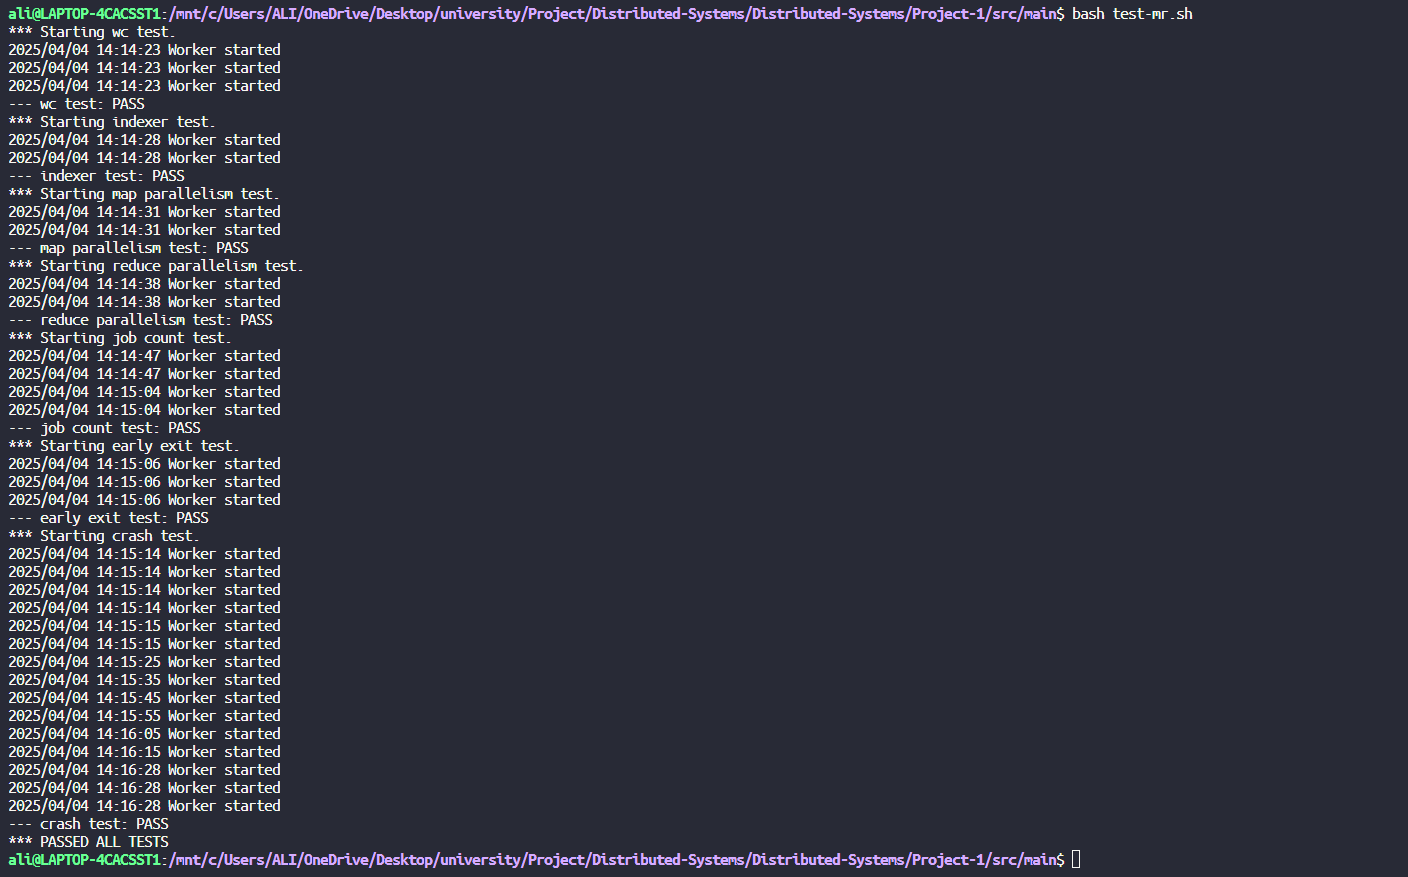 ali@LAPTOP-4CACSST1:/mnt/c/Users/ALI/OneDrive/Desktop/university/Project/Distributed-Systems/Distributed-Systems/Project-1/src/main$ bash test-mr.sh
*** Starting wc test.
2025/04/04 14:14:23 Worker started
2025/04/04 14:14:23 Worker started
2025/04/04 14:14:23 Worker started
--- wc test: PASS
*** Starting indexer test.
2025/04/04 14:14:28 Worker started
2025/04/04 14:14:28 Worker started
--- indexer test: PASS
*** Starting map parallelism test.
2025/04/04 14:14:31 Worker started
2025/04/04 14:14:31 Worker started
--- map parallelism test: PASS
*** Starting reduce parallelism test.
2025/04/04 14:14:38 Worker started
2025/04/04 14:14:38 Worker started
--- reduce parallelism test: PASS
*** Starting job count test.
2025/04/04 14:14:47 Worker started
2025/04/04 14:14:47 Worker started
2025/04/04 14:15:04 Worker started
2025/04/04 14:15:04 Worker started
--- job count test: PASS
*** Starting early exit test.
2025/04/04 14:15:06 Worker started
2025/04/04 14:15:06 Worker started
2025/04/04 14:15:06 Worker started
--- early exit test: PASS
*** Starting crash test.
2025/04/04 14:15:14 Worker started
2025/04/04 14:15:14 Worker started
2025/04/04 14:15:14 Worker started
2025/04/04 14:15:14 Worker started
2025/04/04 14:15:15 Worker started
2025/04/04 14:15:15 Worker started
2025/04/04 14:15:25 Worker started
2025/04/04 14:15:35 Worker started
2025/04/04 14:15:45 Worker started
2025/04/04 14:15:55 Worker started
2025/04/04 14:16:05 Worker started
2025/04/04 14:16:15 Worker started
2025/04/04 14:16:28 Worker started
2025/04/04 14:16:28 Worker started
2025/04/04 14:16:28 Worker started
--- crash test: PASS
*** PASSED ALL TESTS
ali@LAPTOP-4CACSST1:/mnt/c/Users/ALI/OneDrive/Desktop/university/Project/Distributed-Systems/Distributed-Systems/Project-1/src/main$